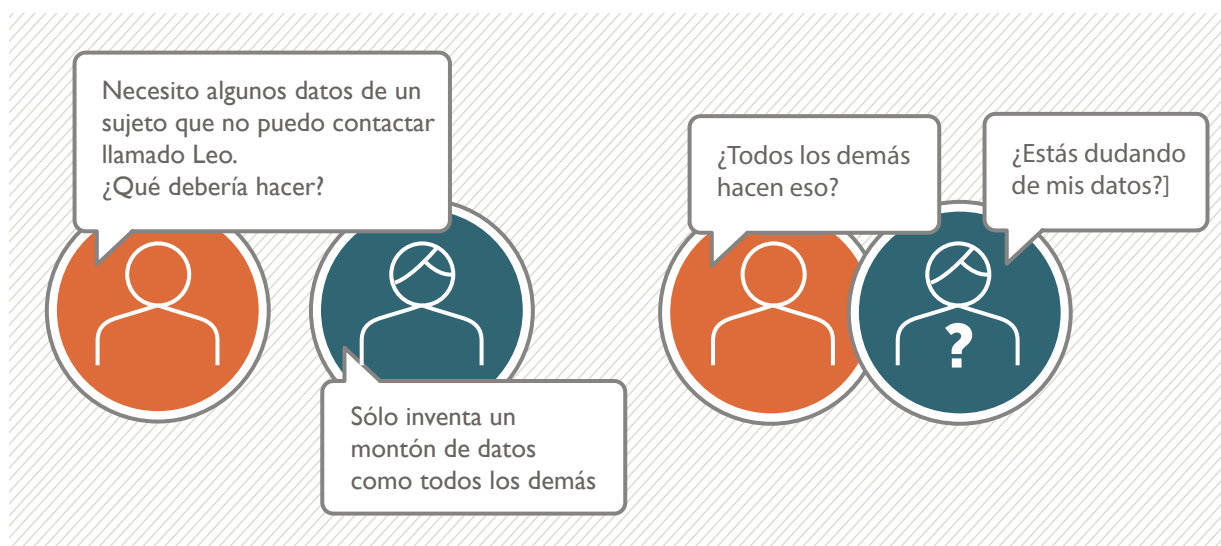 Necesito algunos datos de un
sujeto que no puedo contactar
llamado Leo.
¿Qué debería hacer?
Sólo inventa un
montón de datos
como todos los demás
¿Todos los demás
hacen eso?
¿Estás dudando
de mis datos?]
?